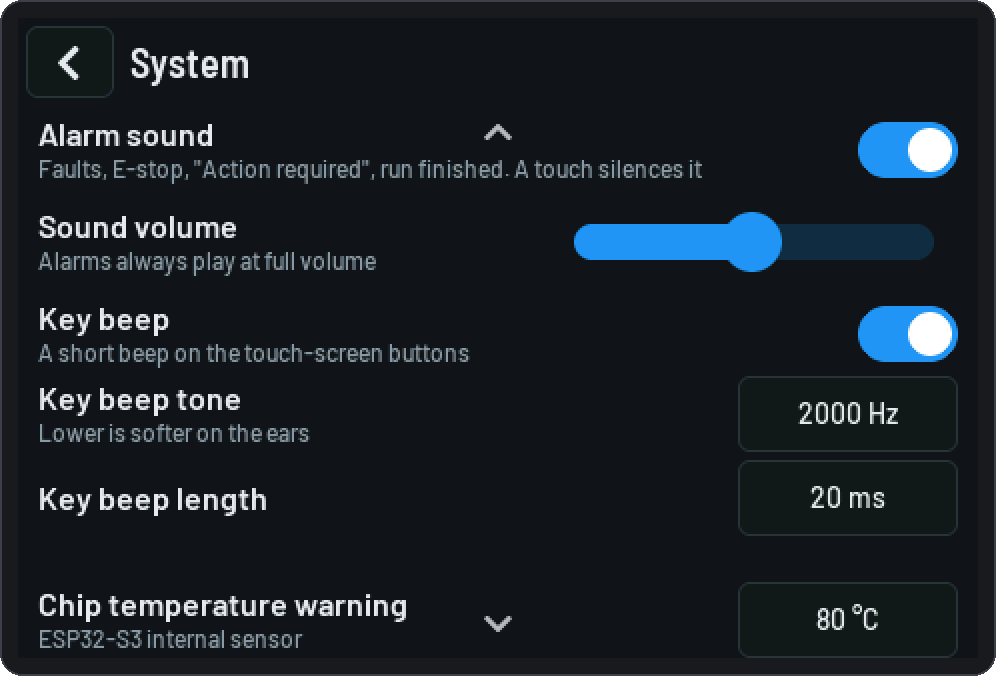 System
Alarm sound
Faults, E-stop, "Action required", run finished. A touch silences it
Sound volume
Alarms always play at full volume
Key beep
A short beep on the touch-screen buttons
Key beep tone
Lower is softer on the ears
2000 Hz
Key beep length
20 ms
Chip temperature warning
ESP32-S3 internal sensor
80 °C